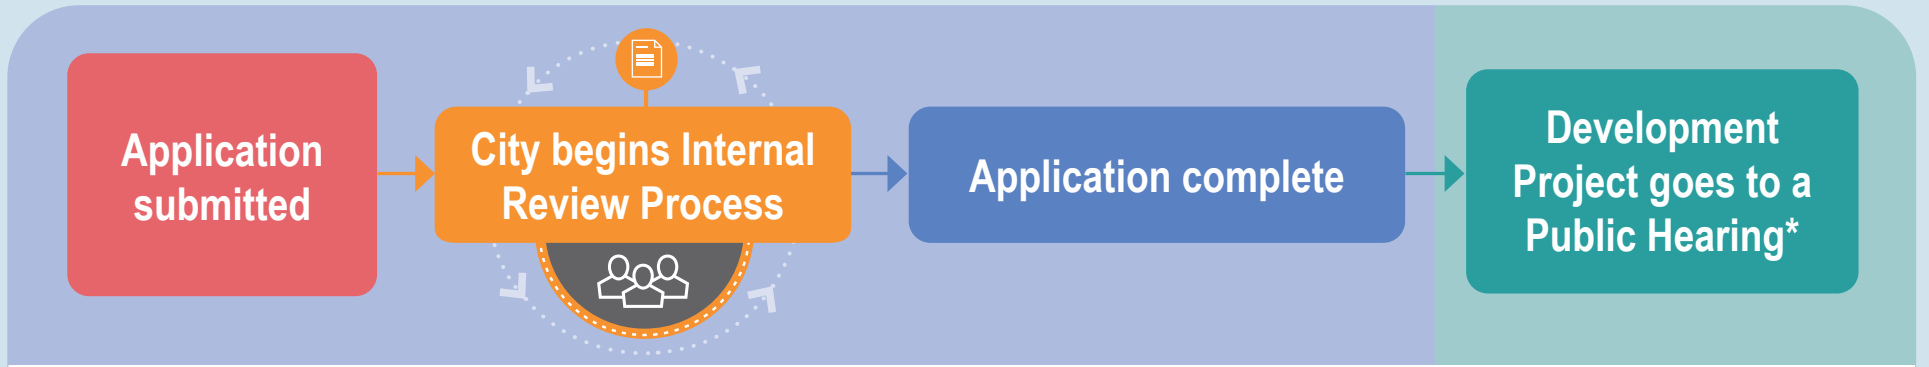 Application
submitted
City begins Internal
Review Process
Application complete
Development
Project goes to a
Public Hearing*